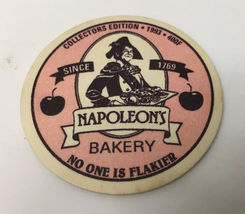 COLLECTORS EDITION • 1993 • 400F
SINCE 1769
NAPOLEON'S
BAKERY
NO ONE IS FLAKIER